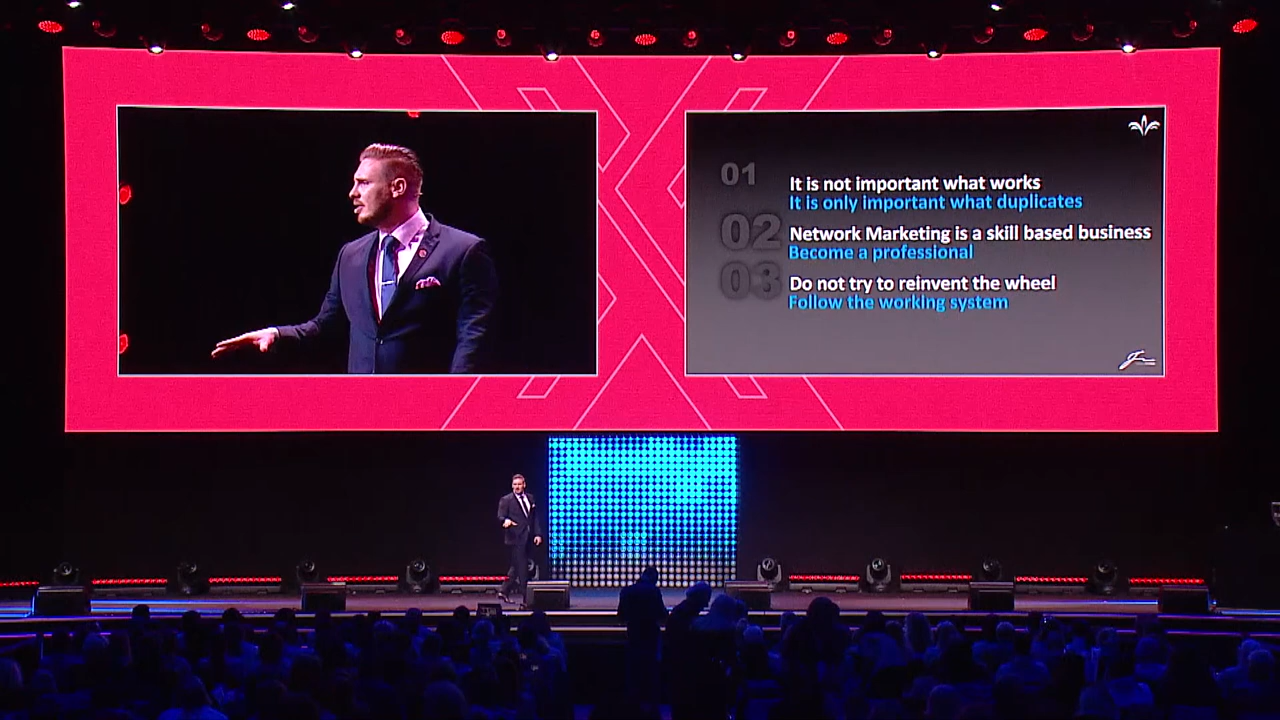 01
It is not important what works
It is only important what duplicates
02
Network Marketing is a skill based business
Become a professional
03
Do not try to reinvent the wheel
Follow the working system